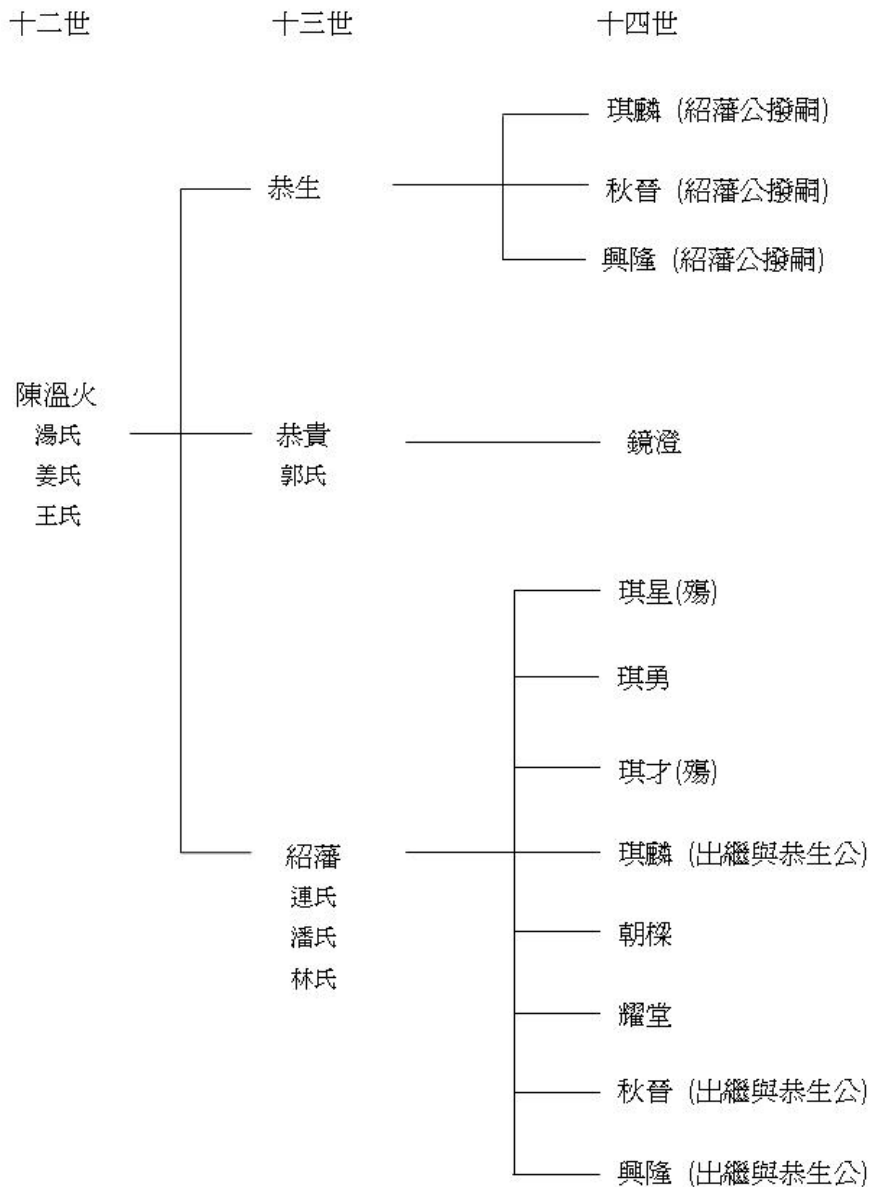 十二世 十三世 十四世
琪麟 (紹藩公撥嗣)
恭生 秋晉 (紹藩公撥嗣)
興隆 (紹藩公撥嗣)
陳溫火
湯氏 恭貴 鏡澄
姜氏 郭氏
王氏
琪星(殤)
琪勇
琪才(殤)
紹藩 琪麟 (出繼與恭生公)
連氏
潘氏 朝樑
林氏
耀堂
秋晉 (出繼與恭生公)
興隆 (出繼與恭生公)